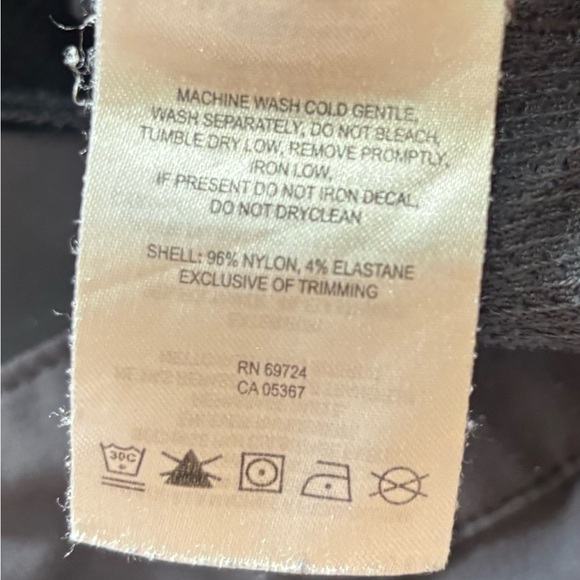 MACHINE WASH COLD GENTLE,
WASH SEPARATELY, DO NOT BLEACH,
TUMBLE DRY LOW, REMOVE PROMPTLY,
IRON LOW,
IF PRESENT DO NOT IRON DECAL,
DO NOT DRYCLEAN
SHELL: 96% NYLON, 4% ELASTANE
EXCLUSIVE OF TRIMMING
RN 69724
CA 05367
30C